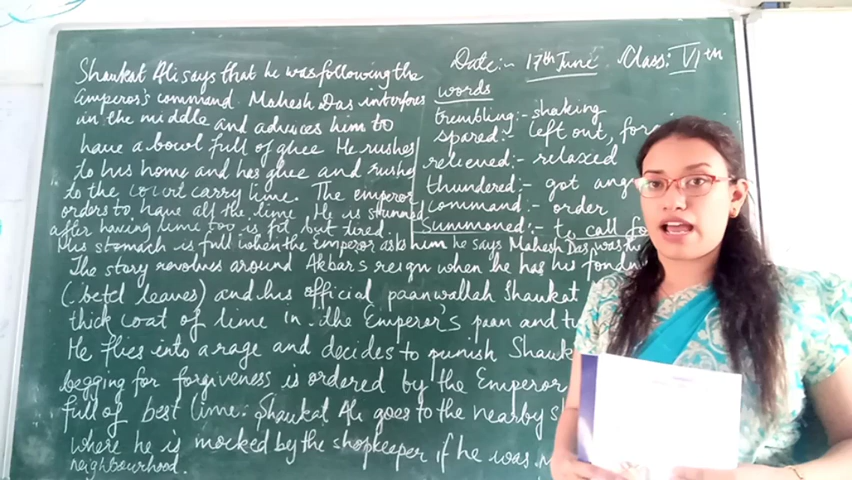 Date:- 17th June Class: VIth
words
trembling:- shaking
spared:- left out,
relieved:- relaxed
thundered:- got
command:- order
Summoned:- to call
Shaukat Ali says that he was following the
Emperos's command. Mahesh Das interferes
in the middle and advices him to
have a bowl full of ghee He rushes
to his home and has ghee and rushes
to the court carry lime. The emperor
orders to have all the lime. He is stunned
after having lime too is fit but tired.
His stomach is full when the emperor asks him he says Mahesh Das was the
The story revolves around Akbar's reign when he has his
(betel leaves) and his official paanwallah Shaukat
thick coat of lime in the Emperor's paan and
He flies into a rage and decides to punish
begging for forgiveness is ordered by the Emperor
full of best lime. Shaukat Ali goes to the nearby
where he is mocked by the shopkeeper if he was
neighbourhood.